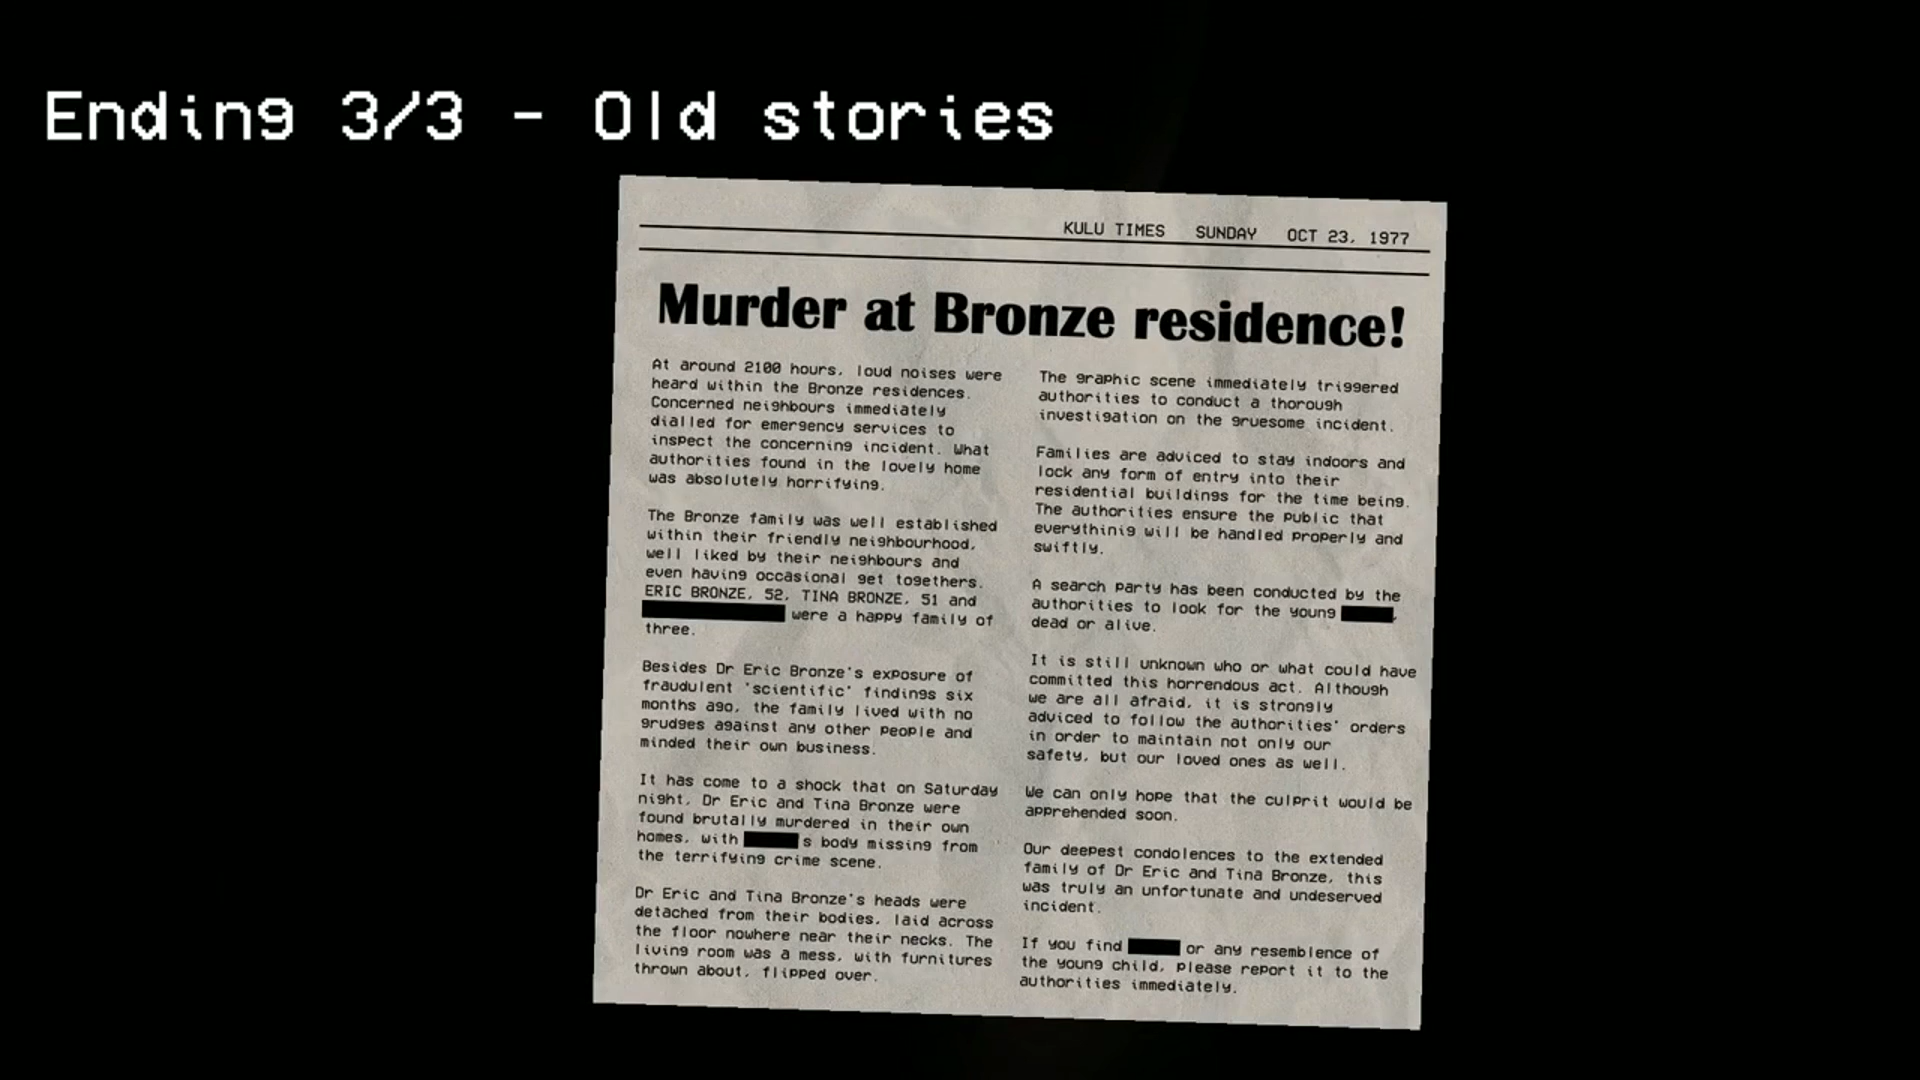 Ending 3/3 - Old stories
KULU TIMES SUNDAY OCT 23, 1977
Murder at Bronze residence!
At around 2100 hours, loud noises were
heard within the Bronze residences.
Concerned neighbours immediately
dialled for emergency services to
inspect the concerning incident. What
authorities found in the lovely home
was absolutely horrifying.
The Bronze family was well established
within their friendly neighbourhood,
well liked by their neighbours and
even having occasional get togethers.
ERIC BRONZE, 52, TINA BRONZE, 51 and
were a happy family of
three.
Besides Dr Eric Bronze's exposure of
fraudulent 'scientific' findings six
months ago, the family lived with no
grudges against any other people and
minded their own business.
It has come to a shock that on Saturday
night, Dr Eric and Tina Bronze were
found brutally murdered in their own
homes, with s body missing from
the terrifying crime scene.
Dr Eric and Tina Bronze's heads were
detached from their bodies, laid across
the floor nowhere near their necks. The
living room was a mess, with furnitures
thrown about, flipped over.
The graphic scene immediately triggered
authorities to conduct a thorough
investigation on the gruesome incident.
Families are adviced to stay indoors and
lock any form of entry into their
residential buildings for the time being.
The authorities ensure the public that
everythinig will be handled properly and
swiftly.
A search party has been conducted by the
authorities to look for the young ,
dead or alive.
It is still unknown who or what could have
committed this horrendous act. Although
we are all afraid, it is strongly
adviced to follow the authorities' orders
in order to maintain not only our
safety, but our loved ones as well.
We can only hope that the culprit would be
apprehended soon.
Our deepest condolences to the extended
family of Dr Eric and Tina Bronze, this
was truly an unfortunate and undeserved
incident.
If you find or any resemblence of
the young child, please report it to the
authorities immediately.